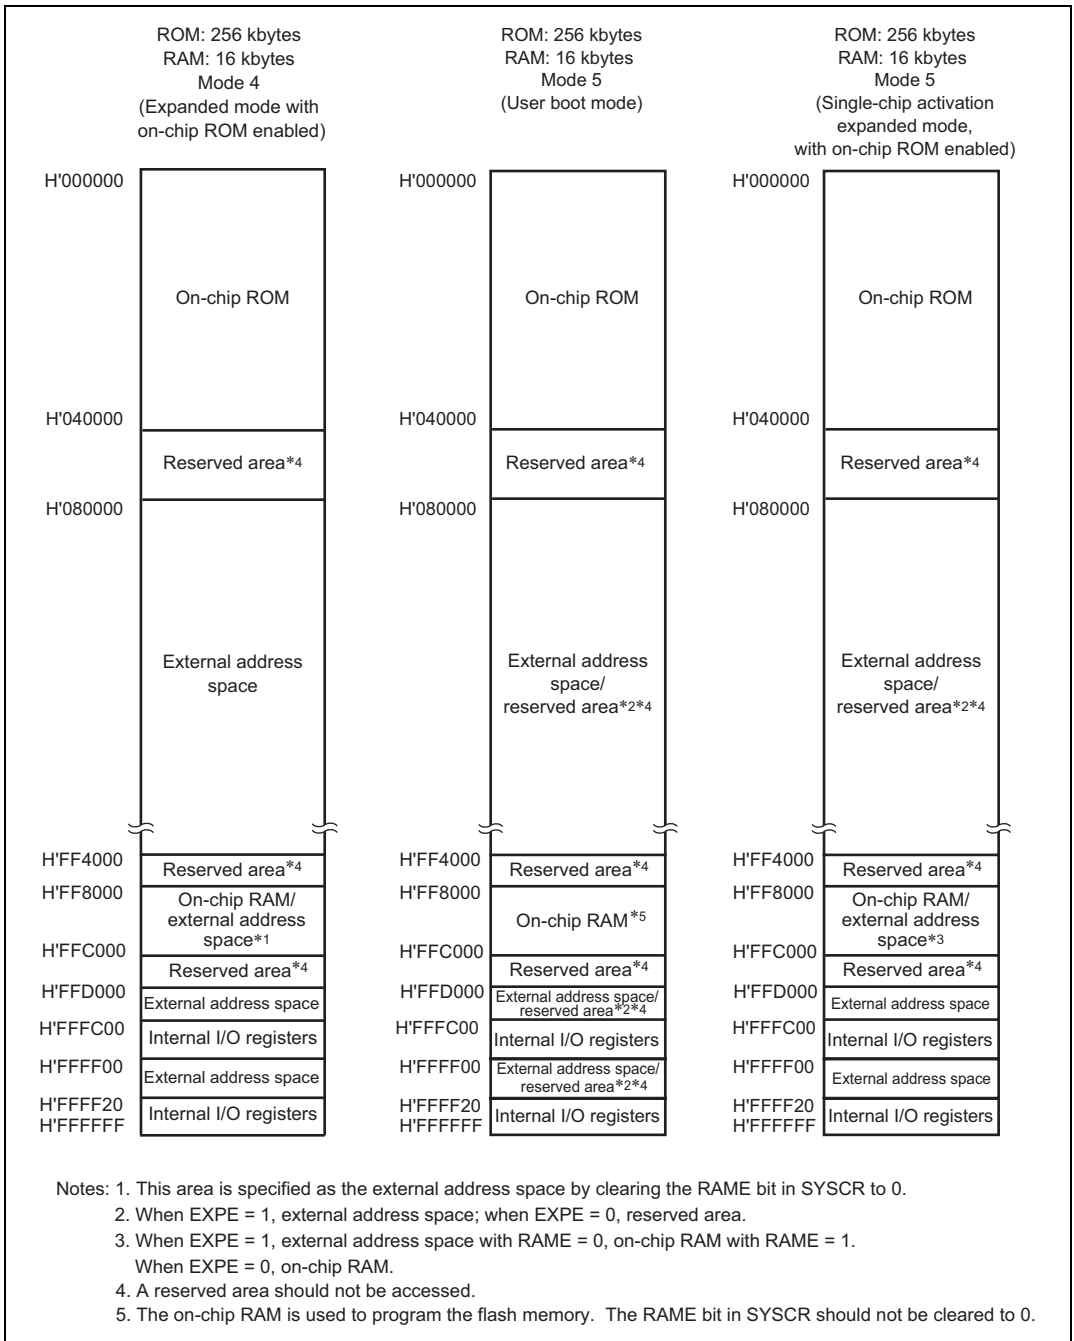 ROM: 256 kbytes
RAM: 16 kbytes
Mode 4
(Expanded mode with
on-chip ROM enabled)
H'000000
On-chip ROM
H'040000
Reserved area*4
H'080000
External address
space
H'FF4000
Reserved area*4
H'FF8000
On-chip RAM/
external address
space*1
H'FFC000
Reserved area*4
H'FFD000
External address space
H'FFFC00
Internal I/O registers
H'FFFF00
External address space
H'FFFF20
Internal I/O registers
H'FFFFFF
ROM: 256 kbytes
RAM: 16 kbytes
Mode 5
(User boot mode)
H'000000
On-chip ROM
H'040000
Reserved area*4
H'080000
External address
space/
reserved area*2*4
H'FF4000
Reserved area*4
H'FF8000
On-chip RAM*5
H'FFC000
Reserved area*4
H'FFD000
External address space/
reserved area*2*4
H'FFFC00
Internal I/O registers
H'FFFF00
External address space/
reserved area*2*4
H'FFFF20
Internal I/O registers
H'FFFFFF
ROM: 256 kbytes
RAM: 16 kbytes
Mode 5
(Single-chip activation
expanded mode,
with on-chip ROM enabled)
H'000000
On-chip ROM
H'040000
Reserved area*4
H'080000
External address
space/
reserved area*2*4
H'FF4000
Reserved area*4
H'FF8000
On-chip RAM/
external address
space*3
H'FFC000
Reserved area*4
H'FFD000
External address space
H'FFFC00
Internal I/O registers
H'FFFF00
External address space
H'FFFF20
Internal I/O registers
H'FFFFFF
Notes: 1. This area is specified as the external address space by clearing the RAME bit in SYSCR to 0.
2. When EXPE = 1, external address space; when EXPE = 0, reserved area.
3. When EXPE = 1, external address space with RAME = 0, on-chip RAM with RAME = 1.
When EXPE = 0, on-chip RAM.
4. A reserved area should not be accessed.
5. The on-chip RAM is used to program the flash memory. The RAME bit in SYSCR should not be cleared to 0.